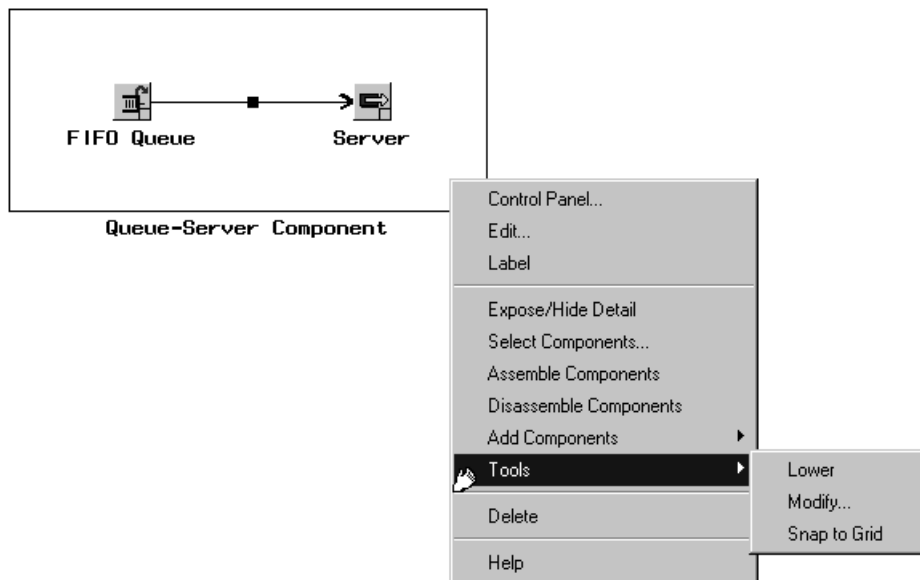 FIFO Queue
Server
Queue-Server Component
Control Panel...
Edit...
Label
Expose/Hide Detail
Select Components...
Assemble Components
Disassemble Components
Add Components
Tools
Lower
Modify...
Snap to Grid
Delete
Help